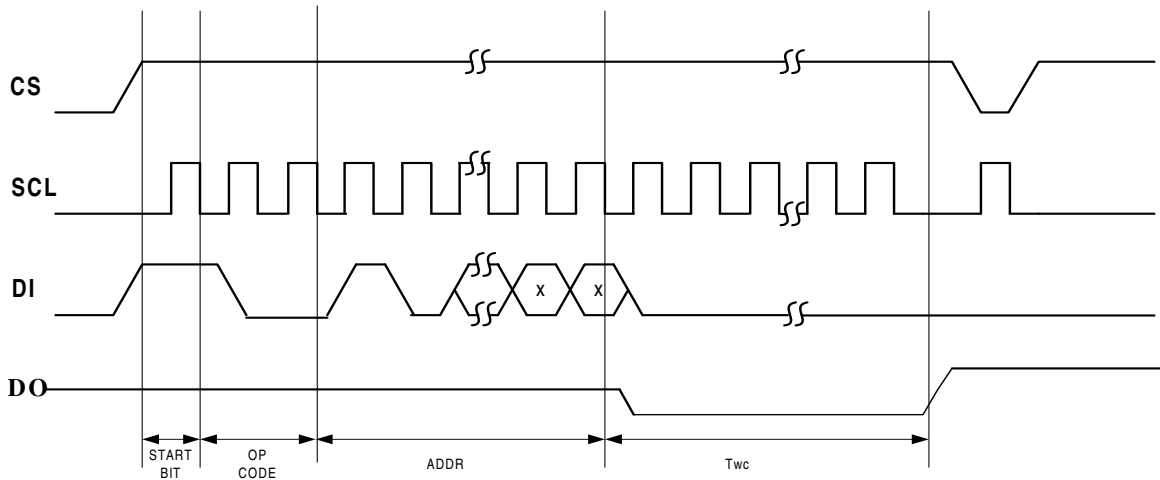 CS
SCL
DI
X
X
DO
START
BIT
OP
CODE
ADDR
Twc